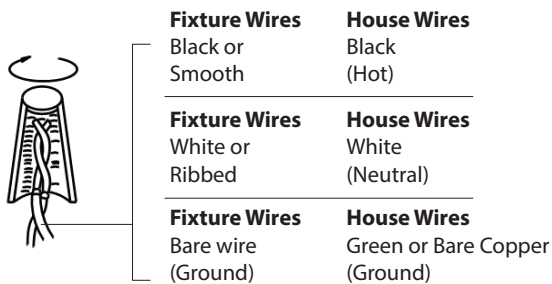 Fixture Wires House Wires
Black or Black
Smooth (Hot)
Fixture Wires House Wires
White or White
Ribbed (Neutral)
Fixture Wires House Wires
Bare wire Green or Bare Copper
(Ground) (Ground)